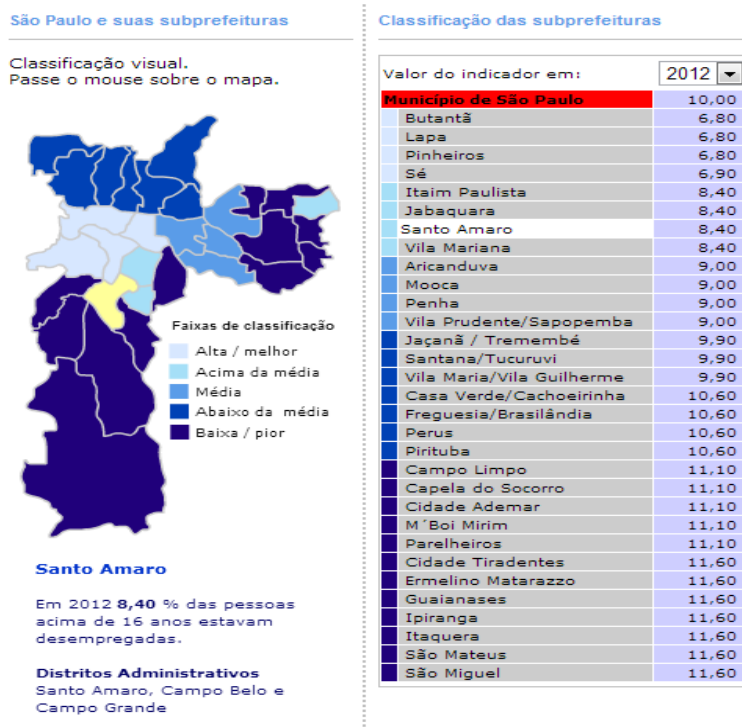 São Paulo e suas subprefeituras
Classificação visual.
Passe o mouse sobre o mapa.
Faixas de classificação
Alta / melhor
Acima da média
Média
Abaixo da média
Baixa / pior
Santo Amaro
Em 2012 8,40 % das pessoas
acima de 16 anos estavam
desempregadas.
Distritos Administrativos
Santo Amaro, Campo Belo e
Campo Grande
Classificação das subprefeituras
Valor do indicador em: 2012
Município de São Paulo 10,00
Butantã 6,80
Lapa 6,80
Pinheiros 6,80
Sé 6,90
Itaim Paulista 8,40
Jabaquara 8,40
Santo Amaro 8,40
Vila Mariana 8,40
Aricanduva 9,00
Mooca 9,00
Penha 9,00
Vila Prudente/Sapopemba 9,00
Jaçanã / Tremembé 9,90
Santana/Tucuruvi 9,90
Vila Maria/Vila Guilherme 9,90
Casa Verde/Cachoeirinha 10,60
Freguesia/Brasilândia 10,60
Perus 10,60
Pirituba 10,60
Campo Limpo 11,10
Capela do Socorro 11,10
Cidade Ademar 11,10
M´Boi Mirim 11,10
Parelheiros 11,10
Cidade Tiradentes 11,60
Ermelino Matarazzo 11,60
Guaianases 11,60
Ipiranga 11,60
Itaquera 11,60
São Mateus 11,60
São Miguel 11,60